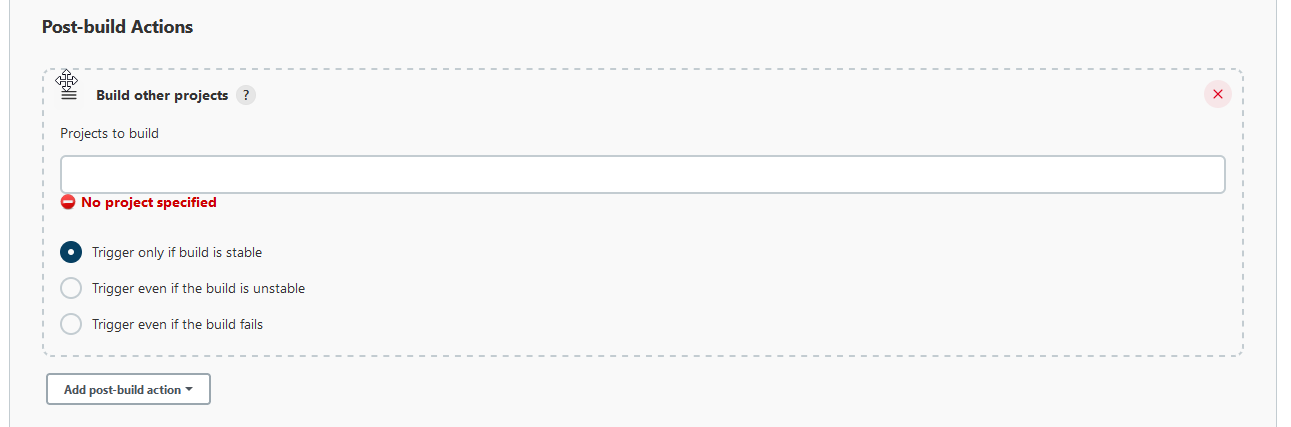 Post-build Actions
Build other projects ?
Projects to build
No project specified
Trigger only if build is stable
Trigger even if the build is unstable
Trigger even if the build fails
Add post-build action